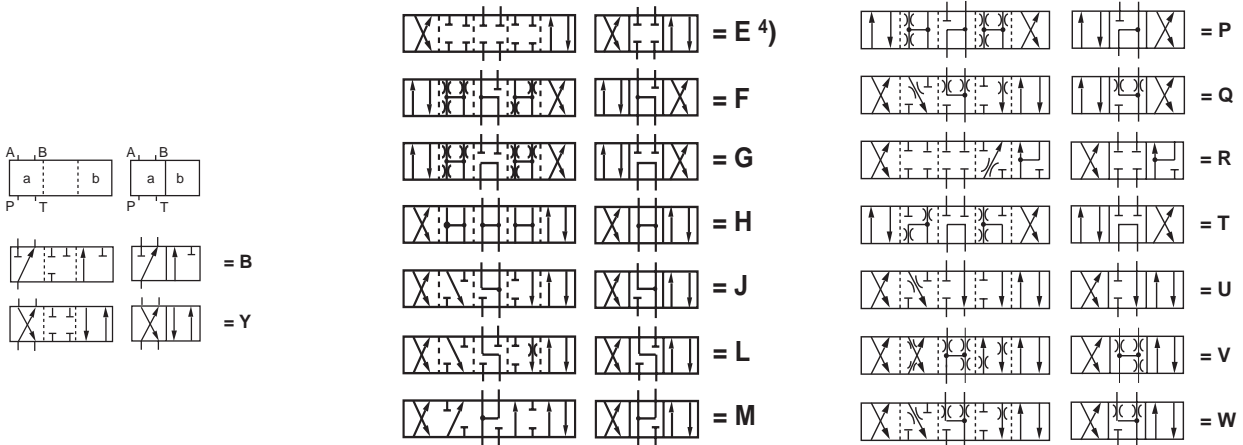 A B
a b
P T
A B
a b
P T
= B
= Y
= E 4)
= F
= G
= H
= J
= L
= M
= P
= Q
= R
= T
= U
= V
= W